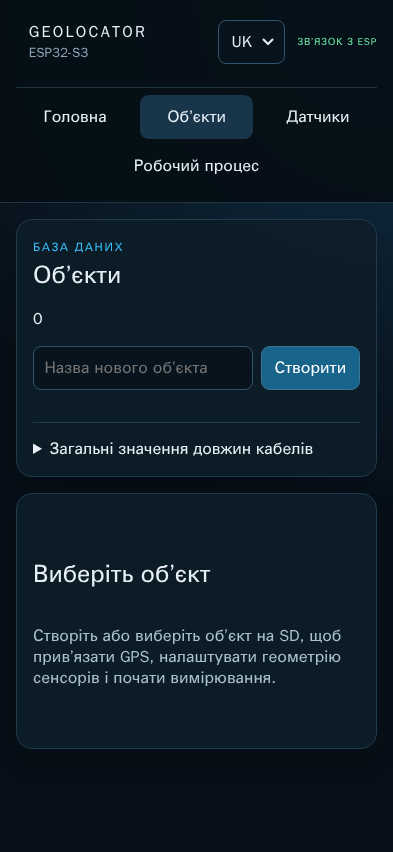 GEOLOCATOR
ESP32-S3
UK
ЗВ'ЯЗОК З ESP
Головна
Об'єкти
Датчики
Робочий процес
БАЗА ДАНИХ
Об'єкти
0
Назва нового об'єкта
Створити
Загальні значення довжин кабелів
Виберіть об'єкт
Створіть або виберіть об'єкт на SD, щоб
прив'язати GPS, налаштувати геометрію
сенсорів і почати вимірювання.